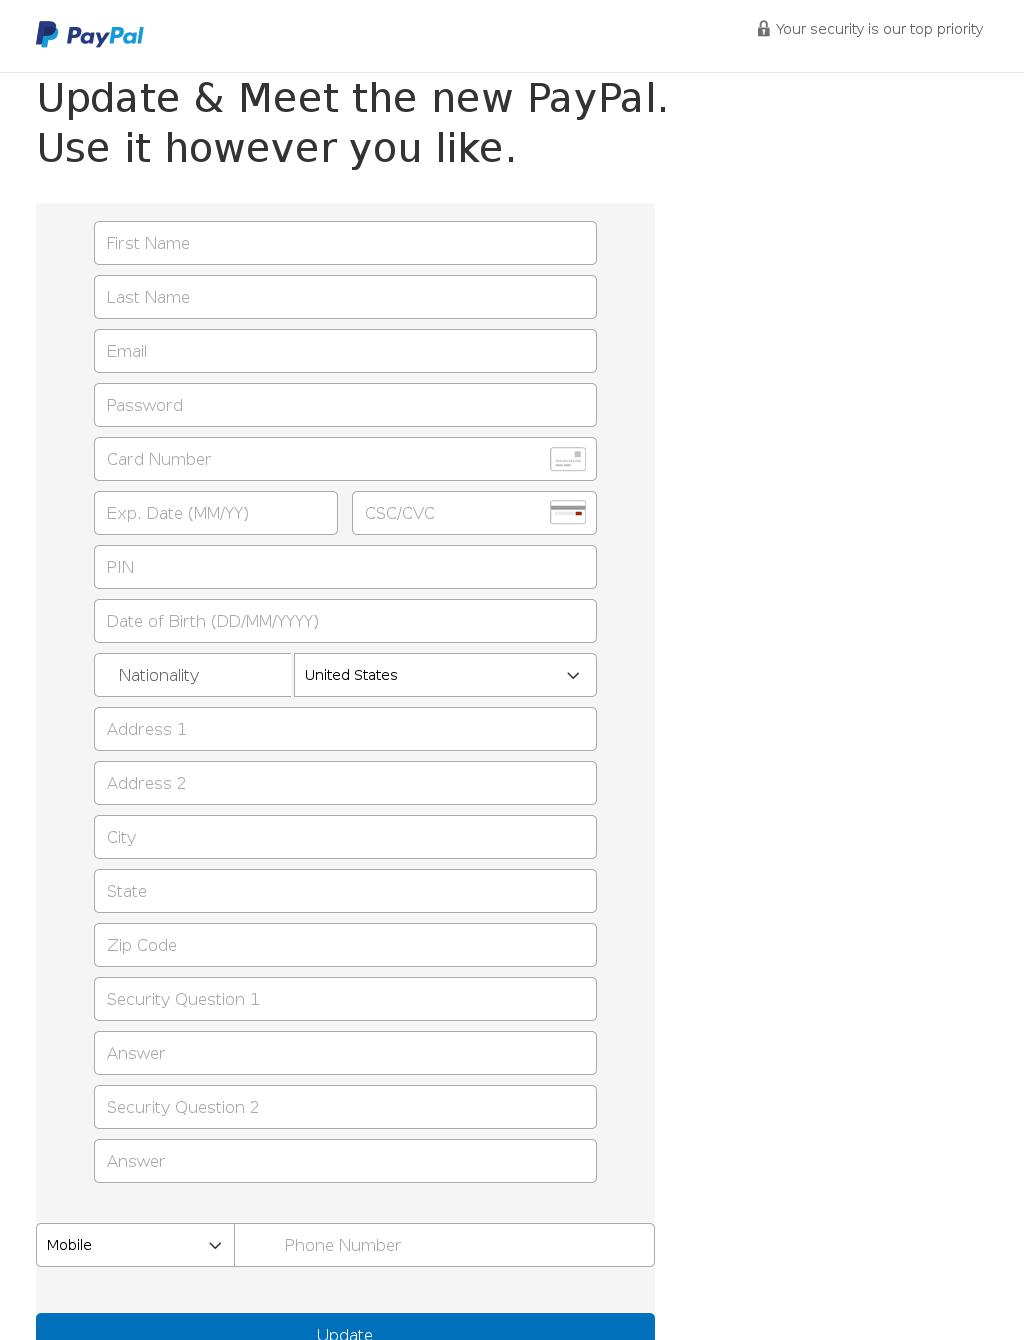 PayPal
Your security is our top priority
Update & Meet the new PayPal.
Use it however you like.
First Name
Last Name
Email
Password
Card Number
Exp. Date (MM/YY)
CSC/CVC
PIN
Date of Birth (DD/MM/YYYY)
Nationality
United States
Address 1
Address 2
City
State
Zip Code
Security Question 1
Answer
Security Question 2
Answer
Mobile
Phone Number
Update